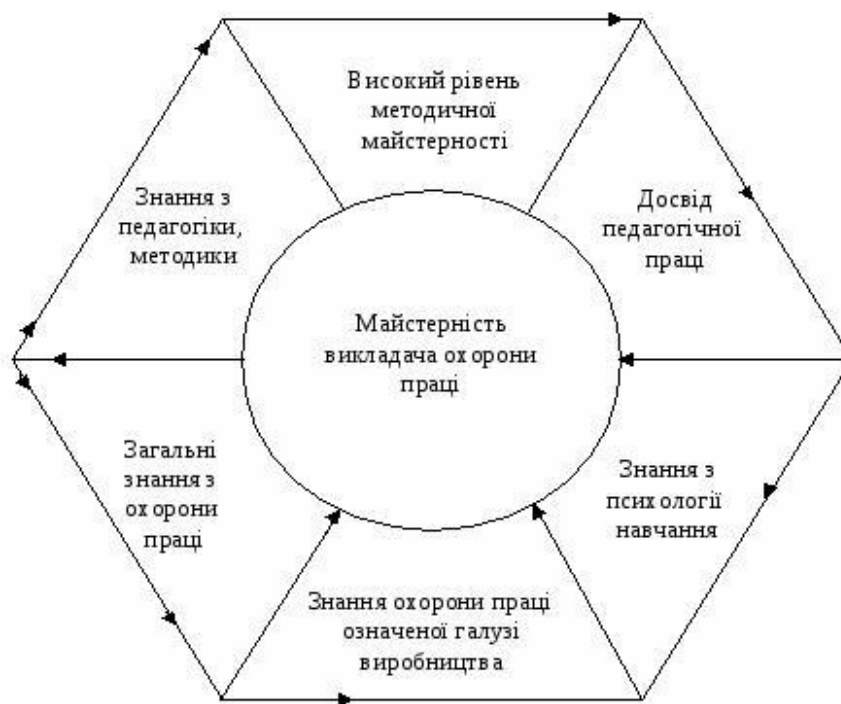 Високий рівень
методичної
майстерності
Знання з
педагогіки,
методики
Досвід
педагогічної
праці
Майстерність
викладача охорони
праці
Загальні
знання з
охорони
праці
Знання з
психології
навчання
Знання охорони праці
означеної галузі
виробництва